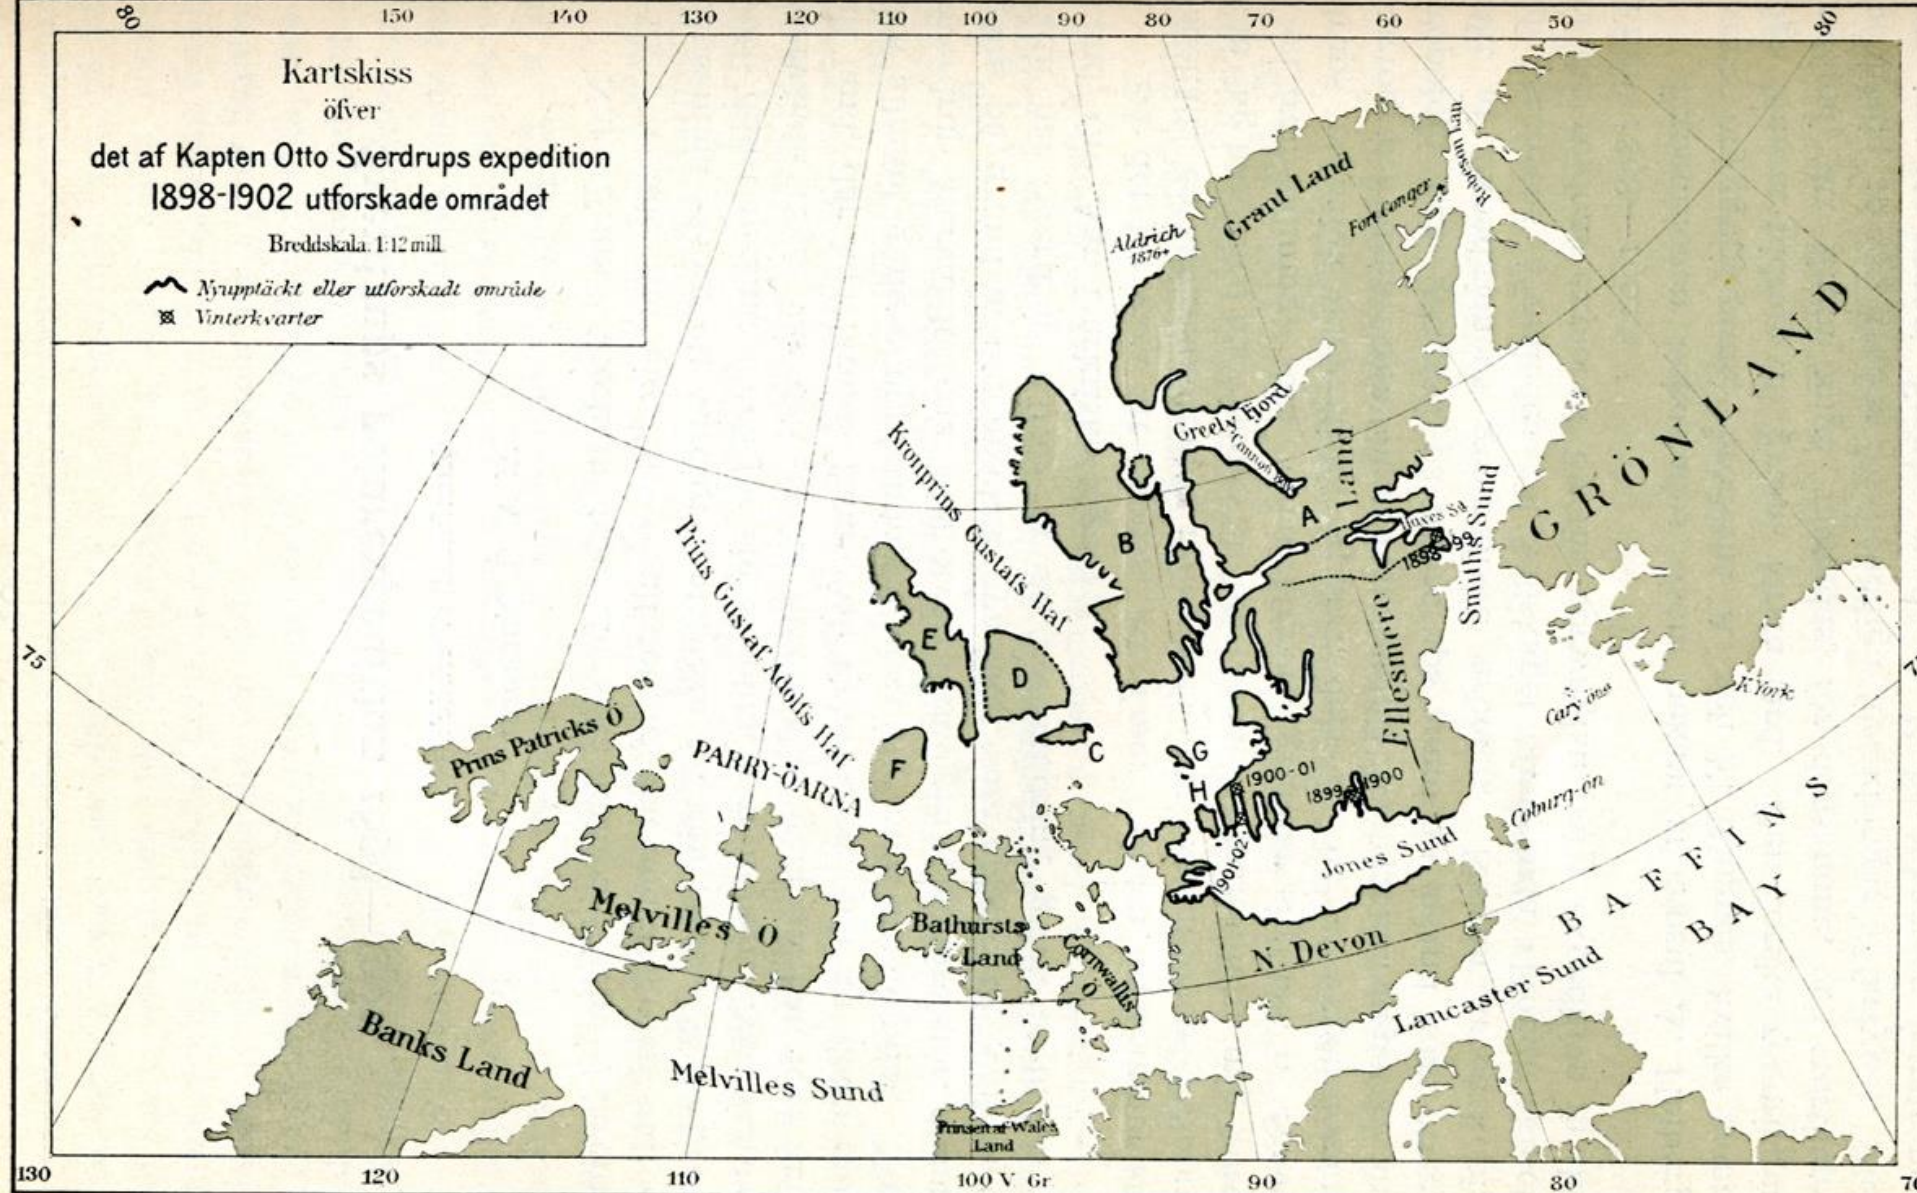 80 150 140 130 120 110 100 90 80 70 60 50 80
Kartskiss
öfver
det af Kapten Otto Sverdrups expedition
1898-1902 utforskade området
Breddskala. 1:12 mill.
Nyupptäckt eller utforskadt område
Vinterkvarter
Robeson
Grant Land
Fort Conger
Aldrich
1876+
GRÖNLAND
Greely Fjord
Cannon Bay
Kronprins Gustafs Haf
Prins Gustaf Adolfs Haf
Ellesmere
Land
A
B
Smiths Sund
1898-99
E
D
C
F
G
H
75
K. York
Cary öna
Prins Patricks Ö
PARRY-ÖARNA
1900-01
1899-1900
1901-02
Coburg-ön
Jones Sund
BAFFINS
BAY
Melvilles Ö
Bathursts
Land
Cornwallis
Ö
N. Devon
Lancaster Sund
Banks Land
Melvilles Sund
Prinsen af Wales
Land
130 120 110 100 V. Gr. 90 80 70